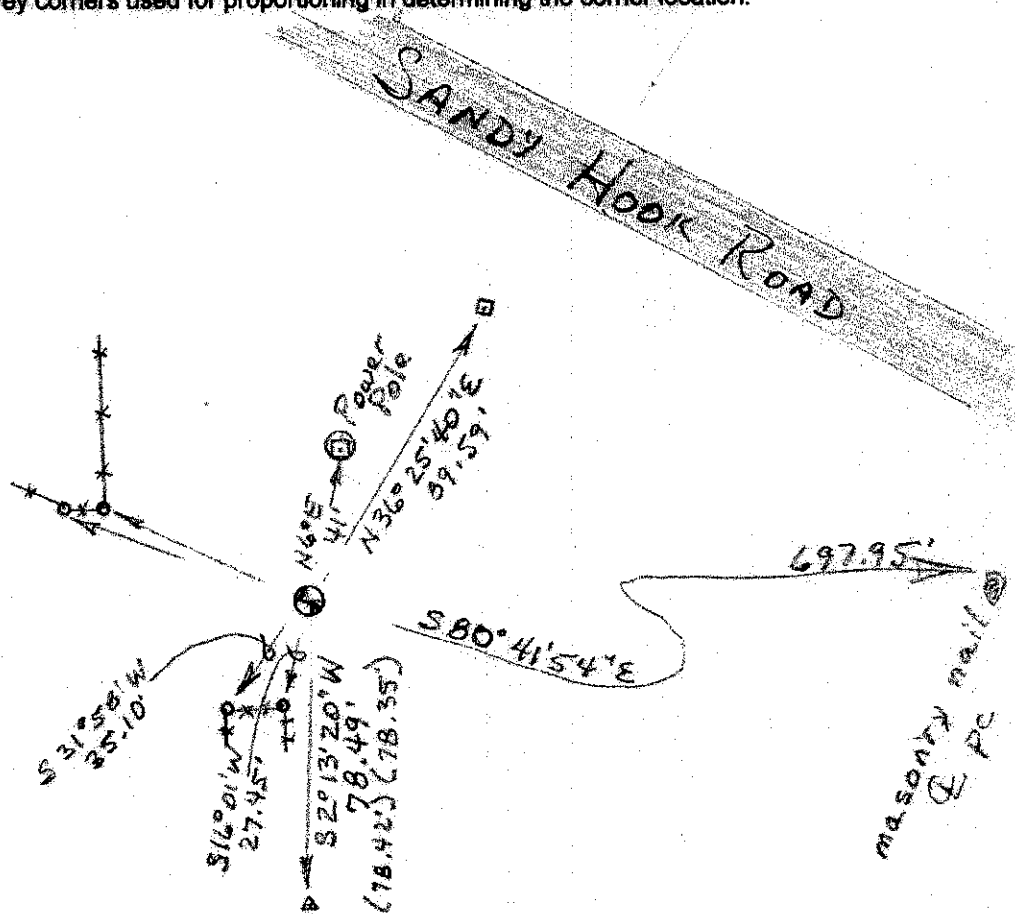 ey corners used for proportioning in determining the corner location.
SANDY HOOK ROAD
Power
Pole
N6°E
41'
N36°25'40"E
39.59'
697.95'
S80°41'54"E
masonry nail
℄ PC
S31°58'W
35.10'
S16°01'W
27.45'
S2°13'20"W
78.49'
(78.42') (78.35')